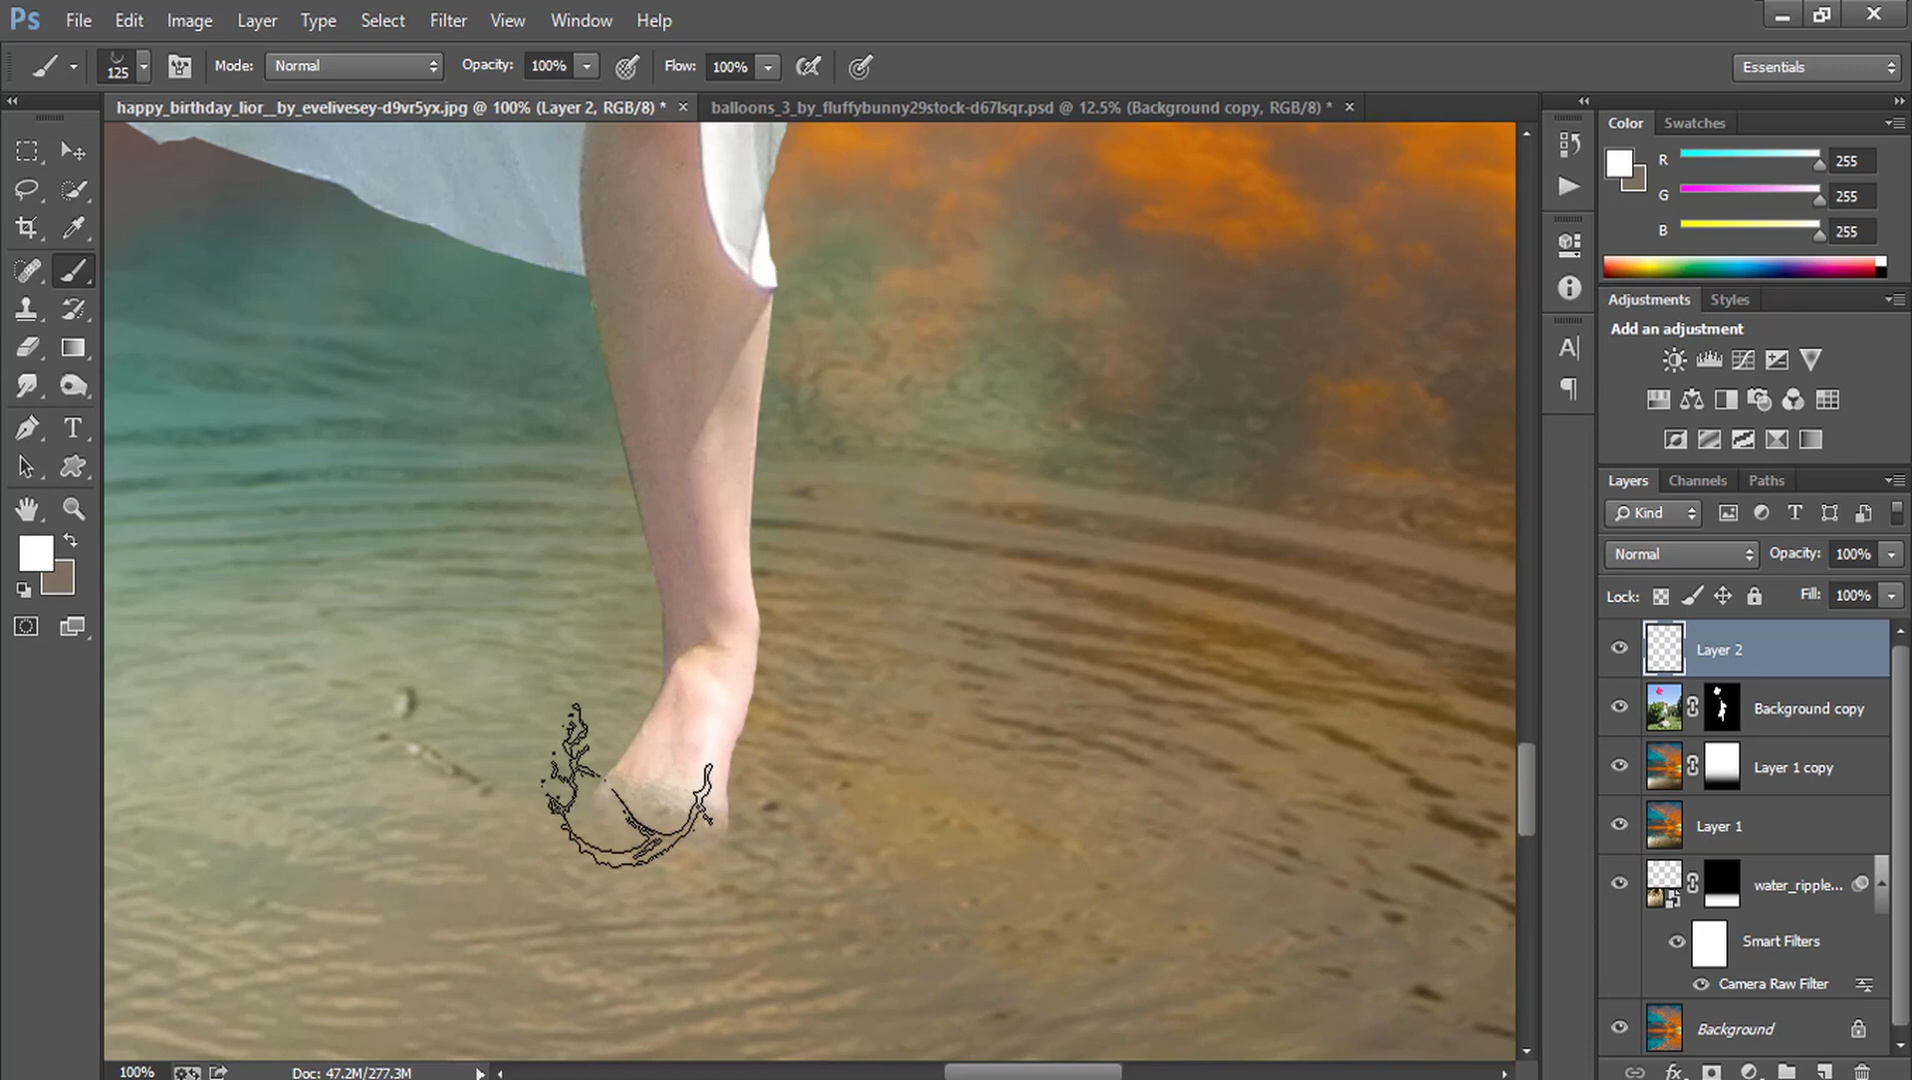 Ps File Edit Image Layer Type Select Filter View Window Help
125 Mode: Normal Opacity: 100% Flow: 100% Essentials
happy_birthday_lior__by_evelivesey-d9vr5yx.jpg @ 100% (Layer 2, RGB/8) * balloons_3_by_fluffybunny29stock-d67lsqr.psd @ 12.5% (Background copy, RGB/8) *
Color Swatches
R 255
G 255
B 255
Adjustments Styles
Add an adjustment
Layers Channels Paths
Kind
Normal Opacity: 100%
Lock: Fill: 100%
Layer 2
Background copy
Layer 1 copy
Layer 1
water_ripple...
Smart Filters
Camera Raw Filter
Background
100% Doc: 47.2M/277.3M